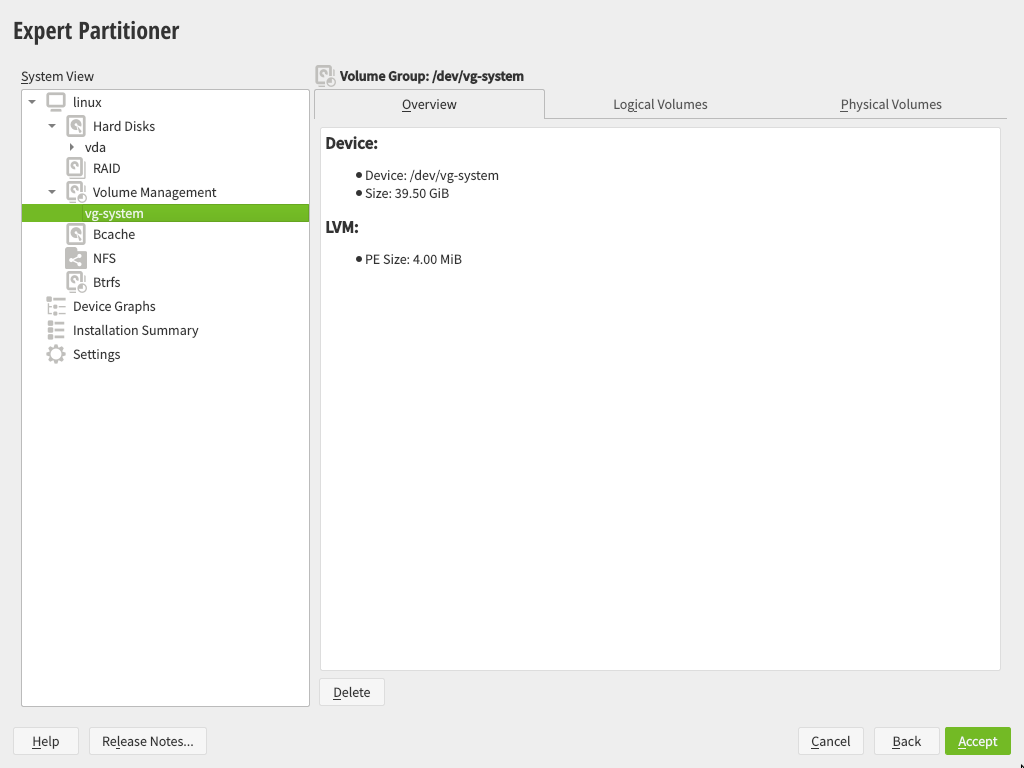 Expert Partitioner
System View
linux
Hard Disks
vda
RAID
Volume Management
vg-system
Bcache
NFS
Btrfs
Device Graphs
Installation Summary
Settings
Volume Group: /dev/vg-system
Overview
Logical Volumes
Physical Volumes
Device:
Device: /dev/vg-system
Size: 39.50 GiB
LVM:
PE Size: 4.00 MiB
Delete
Help
Release Notes...
Cancel
Back
Accept